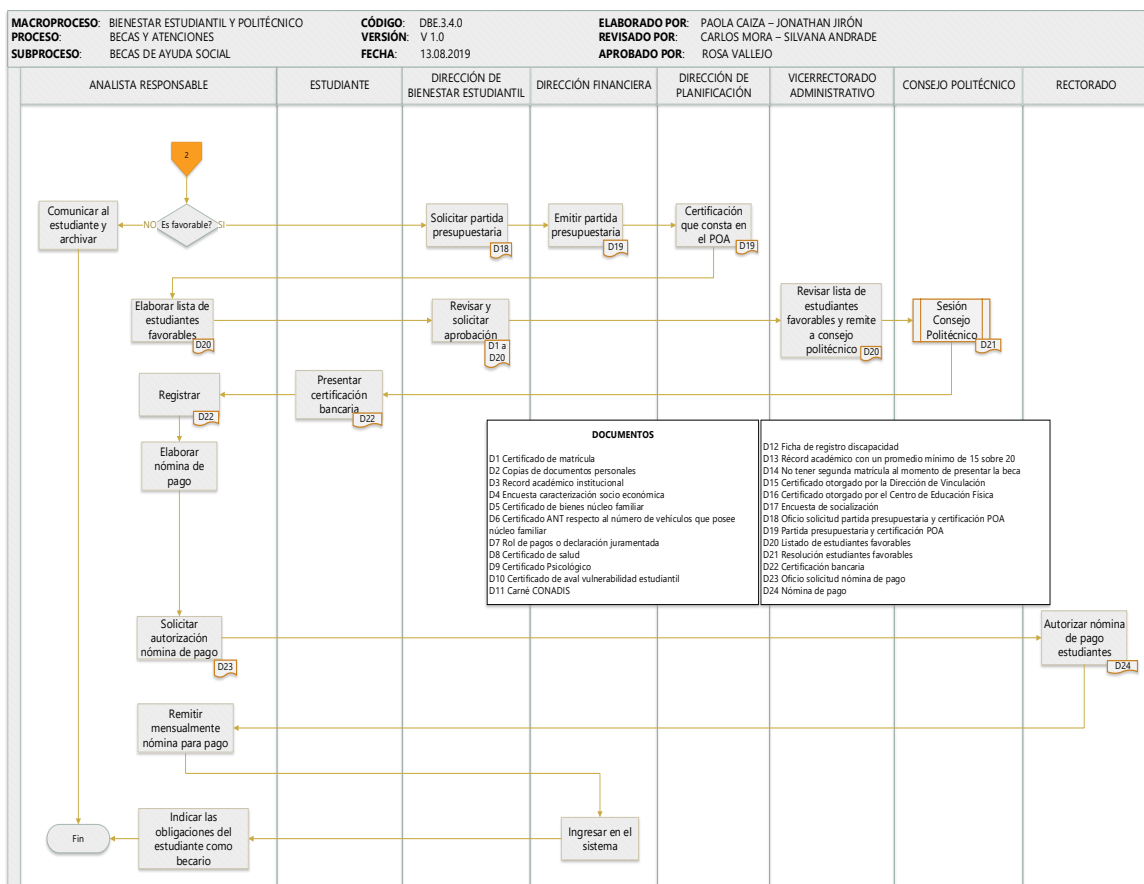 MACROPROCESO: BIENESTAR ESTUDIANTIL Y POLITÉCNICO
PROCESO: BECAS Y ATENCIONES
SUBPROCESO: BECAS DE AYUDA SOCIAL
CÓDIGO: DBE.3.4.0
VERSIÓN: V 1.0
FECHA: 13.08.2019
ELABORADO POR: PAOLA CAIZA – JONATHAN JIRÓN
REVISADO POR: CARLOS MORA – SILVANA ANDRADE
APROBADO POR: ROSA VALLEJO
ANALISTA RESPONSABLE
ESTUDIANTE
DIRECCIÓN DE
BIENESTAR ESTUDIANTIL
DIRECCIÓN FINANCIERA
DIRECCIÓN DE
PLANIFICACIÓN
VICERRECTORADO
ADMINISTRATIVO
CONSEJO POLITÉCNICO
RECTORADO
2
Comunicar al
estudiante y
archivar
NO
Es favorable?
SI
Solicitar partida
presupuestaria
D18
Emitir partida
presupuestaria
D19
Certificación
que consta en
el POA
D19
Elaborar lista de
estudiantes
favorables
D20
Revisar y
solicitar
aprobación
D1 a
D20
Revisar lista de
estudiantes
favorables y remite
a consejo
politécnico
D20
Sesión
Consejo
Politécnico
D21
Registrar
D22
Presentar
certificación
bancaria
D22
Elaborar
nómina de
pago
DOCUMENTOS
D1 Certificado de matrícula
D2 Copias de documentos personales
D3 Record académico institucional
D4 Encuesta caracterización socio económica
D5 Certificado de bienes núcleo familiar
D6 Certificado ANT respecto al número de vehículos que posee
núcleo familiar
D7 Rol de pagos o declaración juramentada
D8 Certificado de salud
D9 Certificado Psicológico
D10 Certificado de aval vulnerabilidad estudiantil
D11 Carné CONADIS
D12 Ficha de registro discapacidad
D13 Récord académico con un promedio mínimo de 15 sobre 20
D14 No tener segunda matrícula al momento de presentar la beca
D15 Certificado otorgado por la Dirección de Vinculación
D16 Certificado otorgado por el Centro de Educación Física
D17 Encuesta de socialización
D18 Oficio solicitud partida presupuestaria y certificación POA
D19 Partida presupuestaria y certificación POA
D20 Listado de estudiantes favorables
D21 Resolución estudiantes favorables
D22 Certificación bancaria
D23 Oficio solicitud nómina de pago
D24 Nómina de pago
Solicitar
autorización
nómina de pago
D23
Autorizar nómina
de pago
estudiantes
D24
Remitir
mensualmente
nómina para pago
Fin
Indicar las
obligaciones del
estudiante como
becario
Ingresar en el
sistema